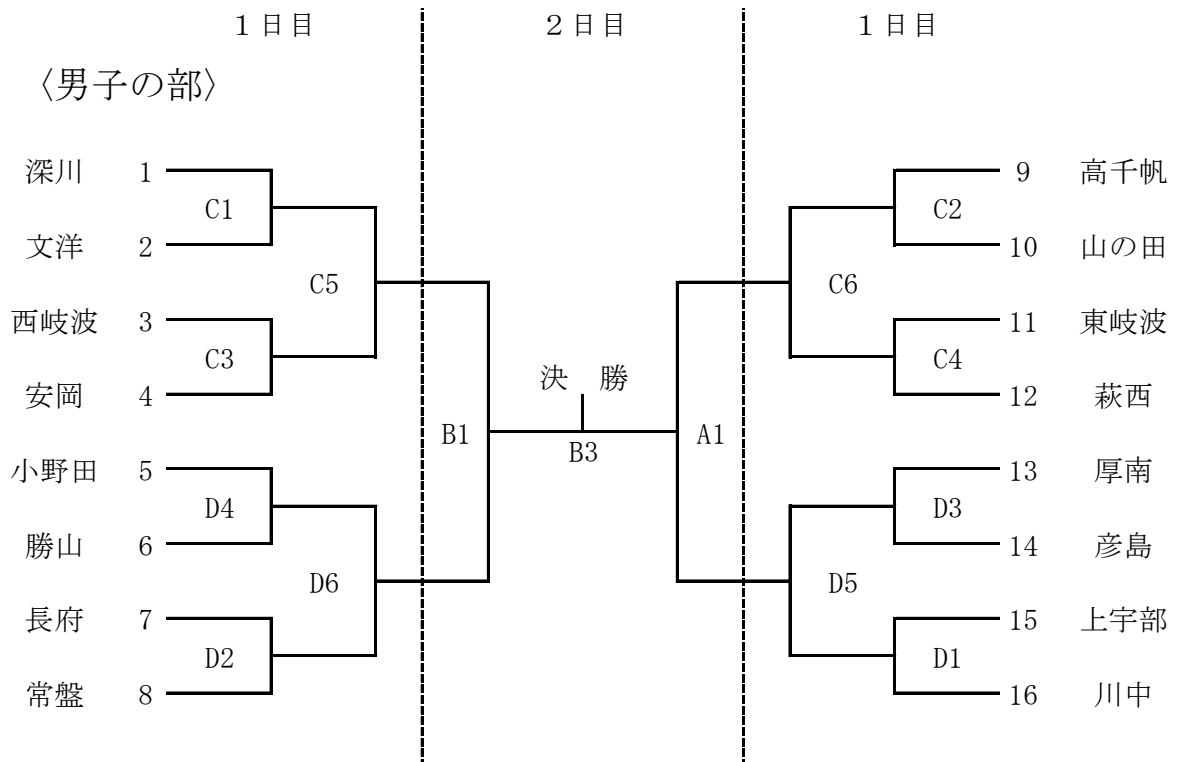 １日目 ２日目 １日目
〈男子の部〉
深川 1 9 高千帆
C1 C2
文洋 2 10 山の田
C5 C6
西岐波 3 11 東岐波
C3 C4
決 勝
安岡 4 12 萩西
B1 A1
B3
小野田 5 13 厚南
D4 D3
勝山 6 14 彦島
D6 D5
長府 7 15 上宇部
D2 D1
常盤 8 16 川中